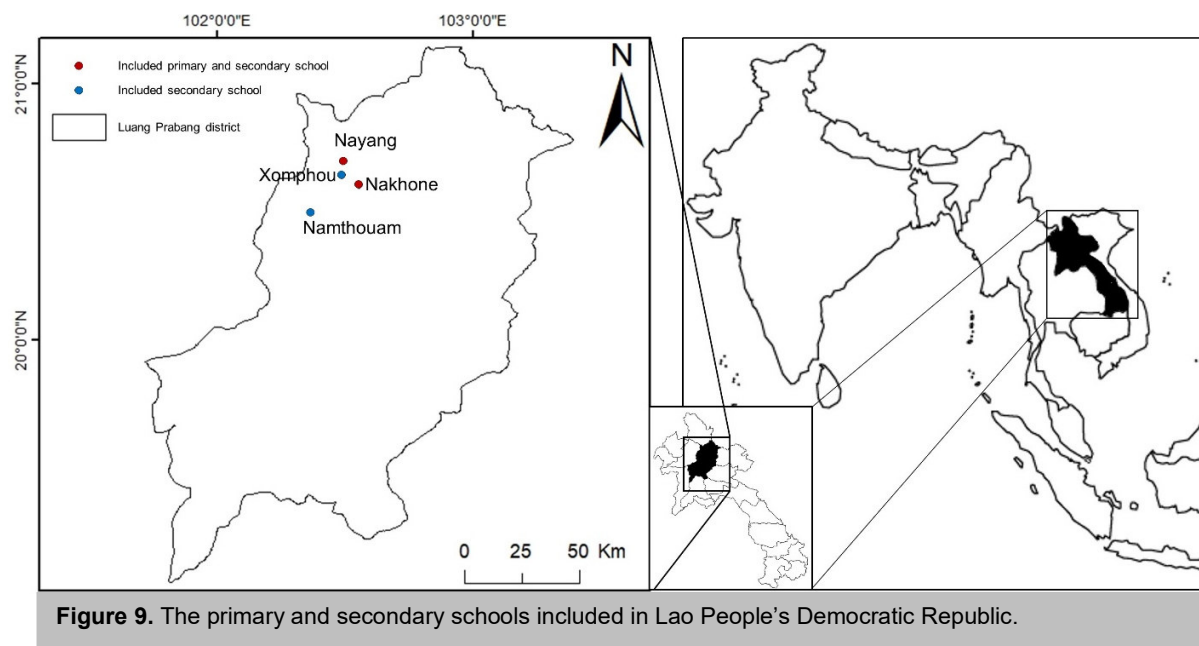 102°0'0"E
103°0'0"E
21°0'0"N
20°0'0"N
Included primary and secondary school
Included secondary school
Luang Prabang district
N
Nayang
Xomphou
Nakhone
Namthouam
0 25 50 Km
Figure 9. The primary and secondary schools included in Lao People’s Democratic Republic.